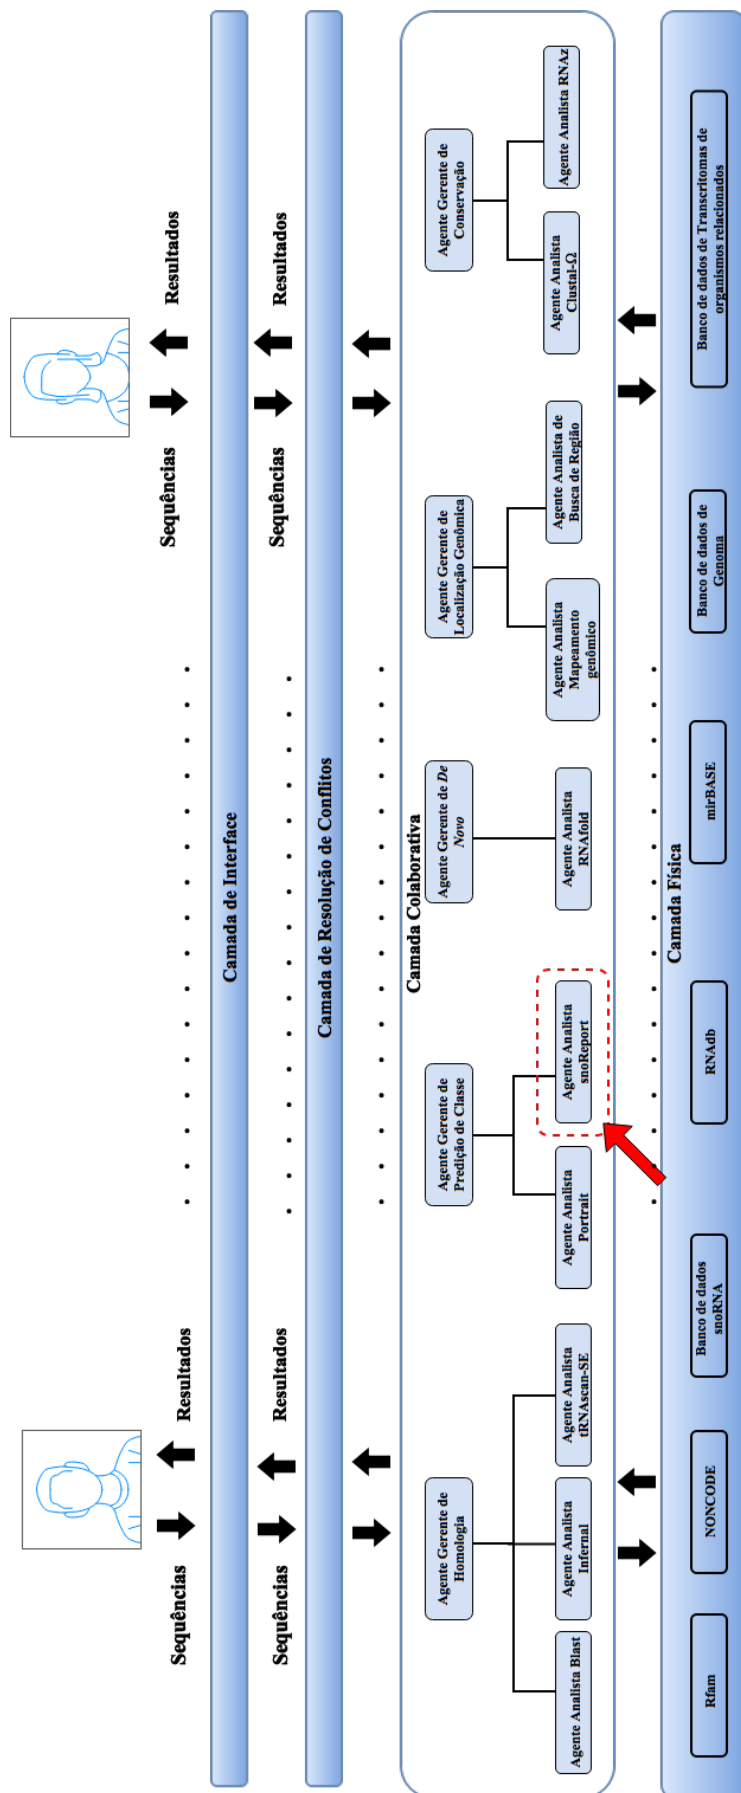 Sequências
Resultados
Sequências
Resultados
Camada de Interface
Sequências
Resultados
Sequências
Resultados
Camada de Resolução de Conflitos
Camada Colaborativa
Agente Gerente de
Homologia
Agente Gerente de
Predição de Classe
Agente Gerente de De
Novo
Agente Gerente de
Localização Genômica
Agente Gerente de
Conservação
Agente Analista Blast
Agente Analista
Infernal
Agente Analista
tRNAscan-SE
Agente Analista
Portrait
Agente Analista
snoReport
Agente Analista
RNAfold
Agente Analista
Mapeamento
genômico
Agente Analista de
Busca de Região
Agente Analista
Clustal-Ω
Agente Analista RNAz
Camada Física
Rfam
NONCODE
Banco de dados
snoRNA
RNAdb
mirBASE
Banco de dados de
Genoma
Banco de dados de Transcritomas de
organismos relacionados